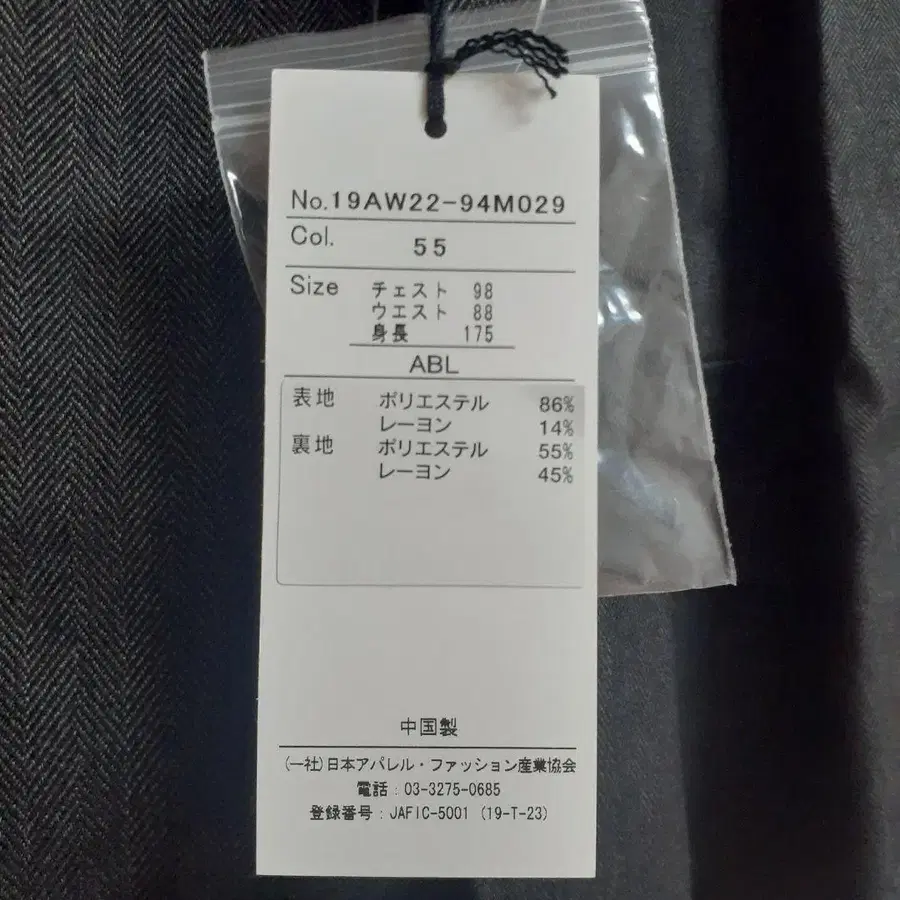 No.19AW22-94M029
Col. 55
Size チェスト 98
ウエスト 88
身長 175
ABL
表地 ポリエステル 86%
レーヨン 14%
裏地 ポリエステル 55%
レーヨン 45%
中国製
(一社)日本アパレル・ファッション産業協会
電話:03-3275-0685
登録番号:JAFIC-5001 (19-T-23)